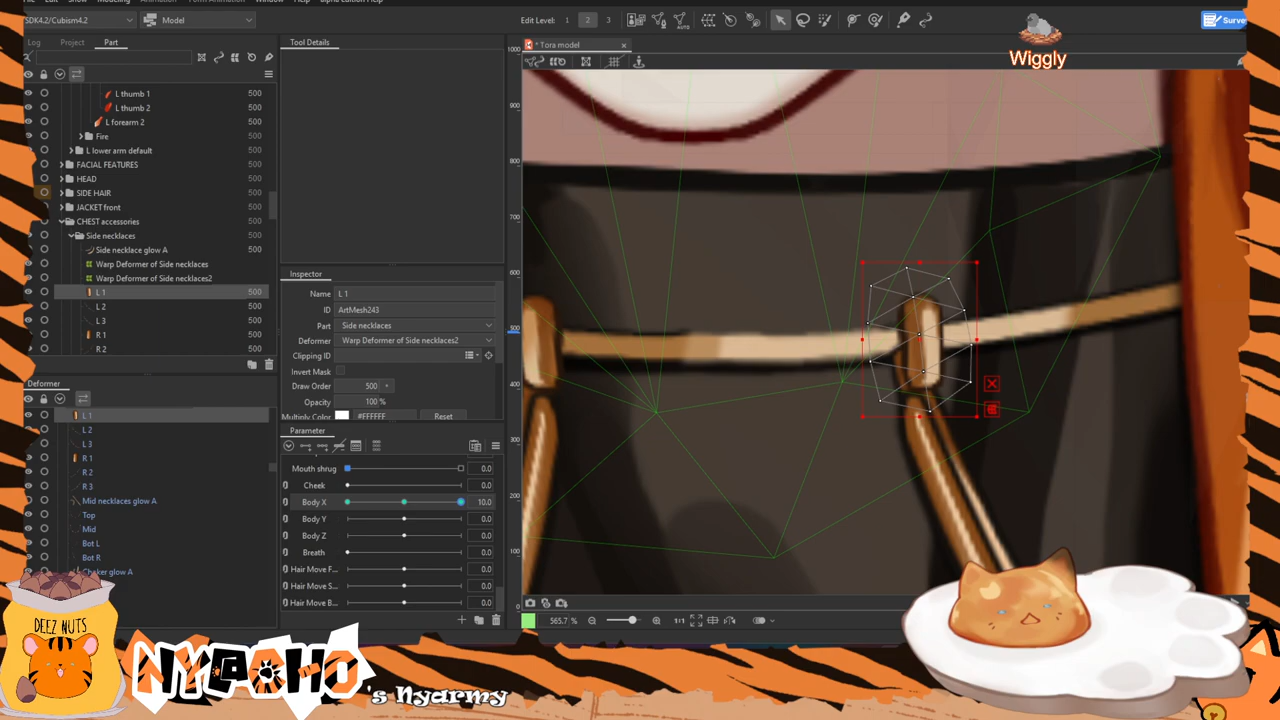 SDK4.2/Cubism4.2
Model
Edit Level: 1 2 3
Surve
Wiggly
Log Project Part
Tool Details
* Tora model
L thumb 1 500
L thumb 2 500
L forearm 2 500
Fire 500
L lower arm default 500
FACIAL FEATURES 500
HEAD 500
SIDE HAIR 500
JACKET front 500
CHEST accessories 500
Side necklaces 500
Side necklace glow A 500
Warp Deformer of Side necklaces
Warp Deformer of Side necklaces2
L 1 500
L 2 500
L 3 500
R 1 500
R 2 500
Inspector
Name L 1
ID ArtMesh243
Part Side necklaces
Deformer Warp Deformer of Side necklaces2
Clipping ID
Invert Mask
Draw Order 500
Opacity 100 %
Multiply Color #FFFFFF Reset
Deformer
L 1
L 2
L 3
R 1
R 2
R 3
Mid necklaces glow A
Top
Mid
Bot L
Bot R
Choker glow A
Parameter
Mouth shrug 0.0
Cheek 0.0
Body X 10.0
Body Y 0.0
Body Z 0.0
Breath 0.0
Hair Move F... 0.0
Hair Move S... 0.0
Hair Move B... 0.0
1000
900
800
700
600
500
400
300
200
100
0
565.7 %
1:1
DEEZ NUTS
NYAOHO
's Nyarmy